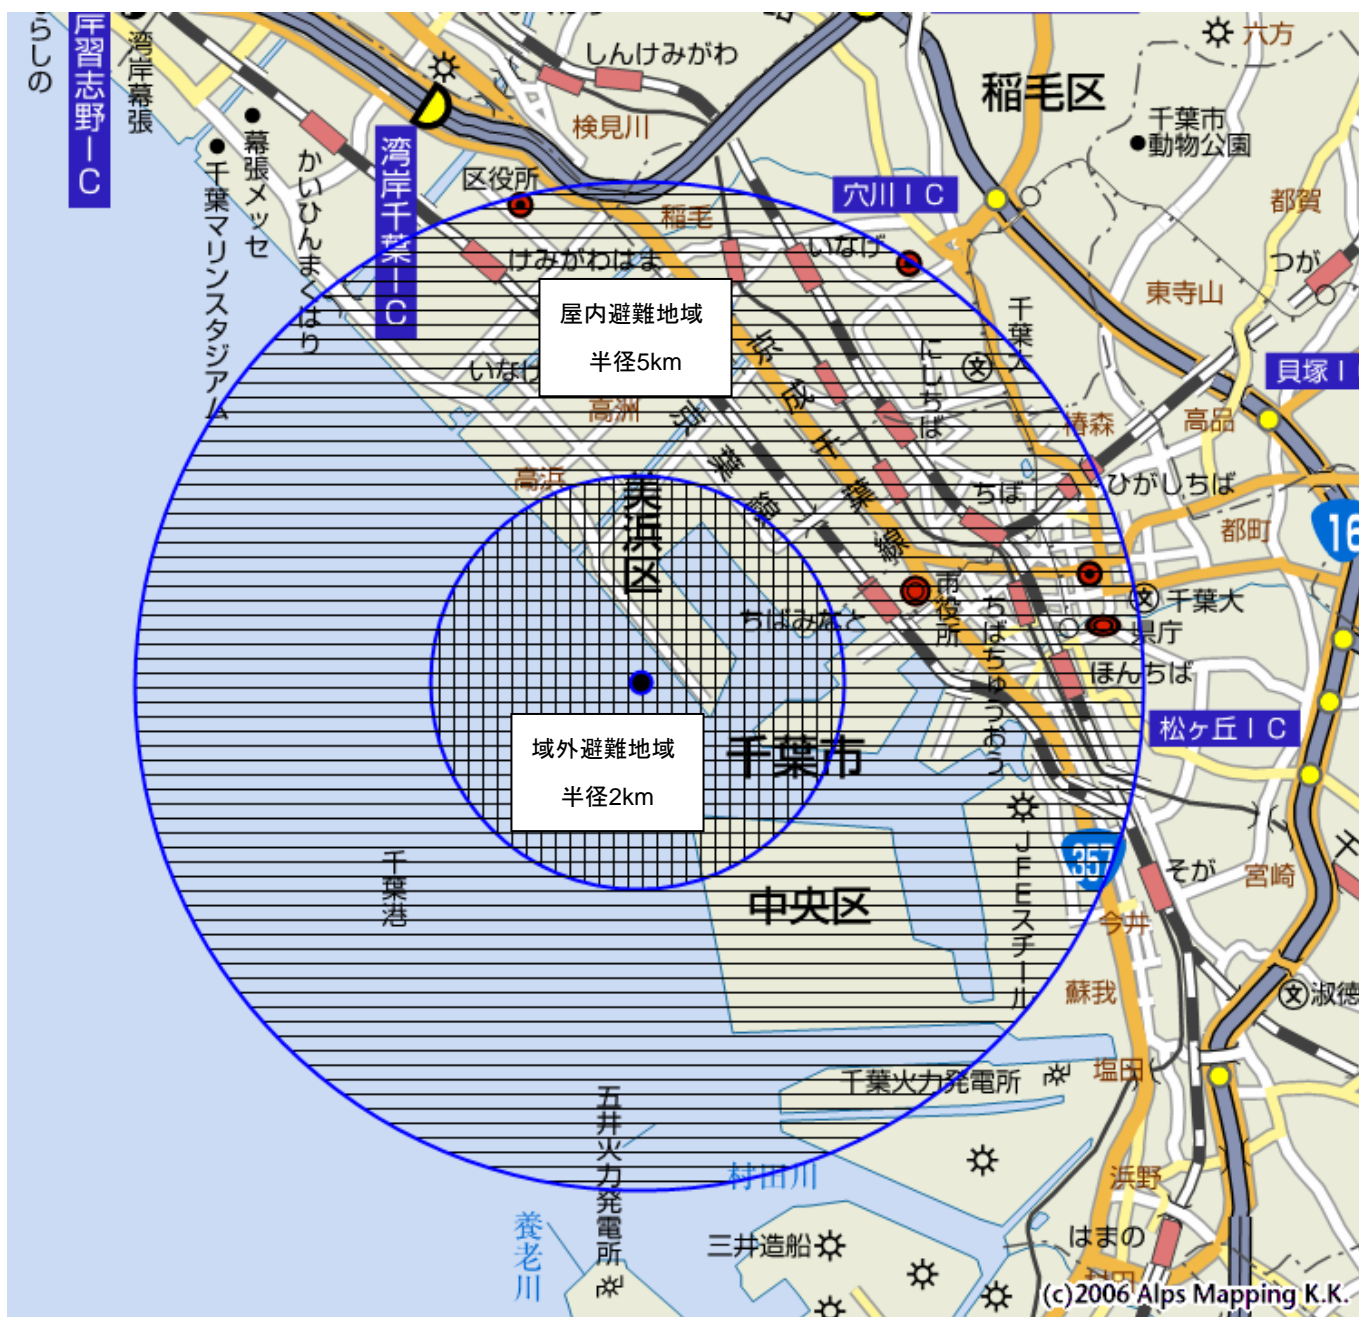 らしの
岸習志野IC
湾岸幕張
幕張メッセ
千葉マリンスタジアム
かいひんまくはり
湾岸千葉IC
しんけみがわ
検見川
区役所
稲毛
けみがわはま
いなげ
穴川IC
稲毛区
六方
千葉市
動物公園
都賀
つが
東寺山
貝塚I
千葉大
にしちば
屋内避難地域
半径5km
いなげ
高洲
高浜
京成千葉線
京葉線
椿森
高品
ちば
ひがしちば
都町
16
美浜区
ちばみなと
市役所
ちばちゅうおう
千葉大
県庁
ほんちば
松ヶ丘IC
域外避難地域
半径2km
千葉市
中央区
千葉港
JFEスチール
357
そが
宮崎
千
今井
蘇我
淑徳
千葉火力発電所
塩田
五井火力発電所
村田川
養老川
三井造船
浜野
はまの
(c)2006 Alps Mapping K.K.